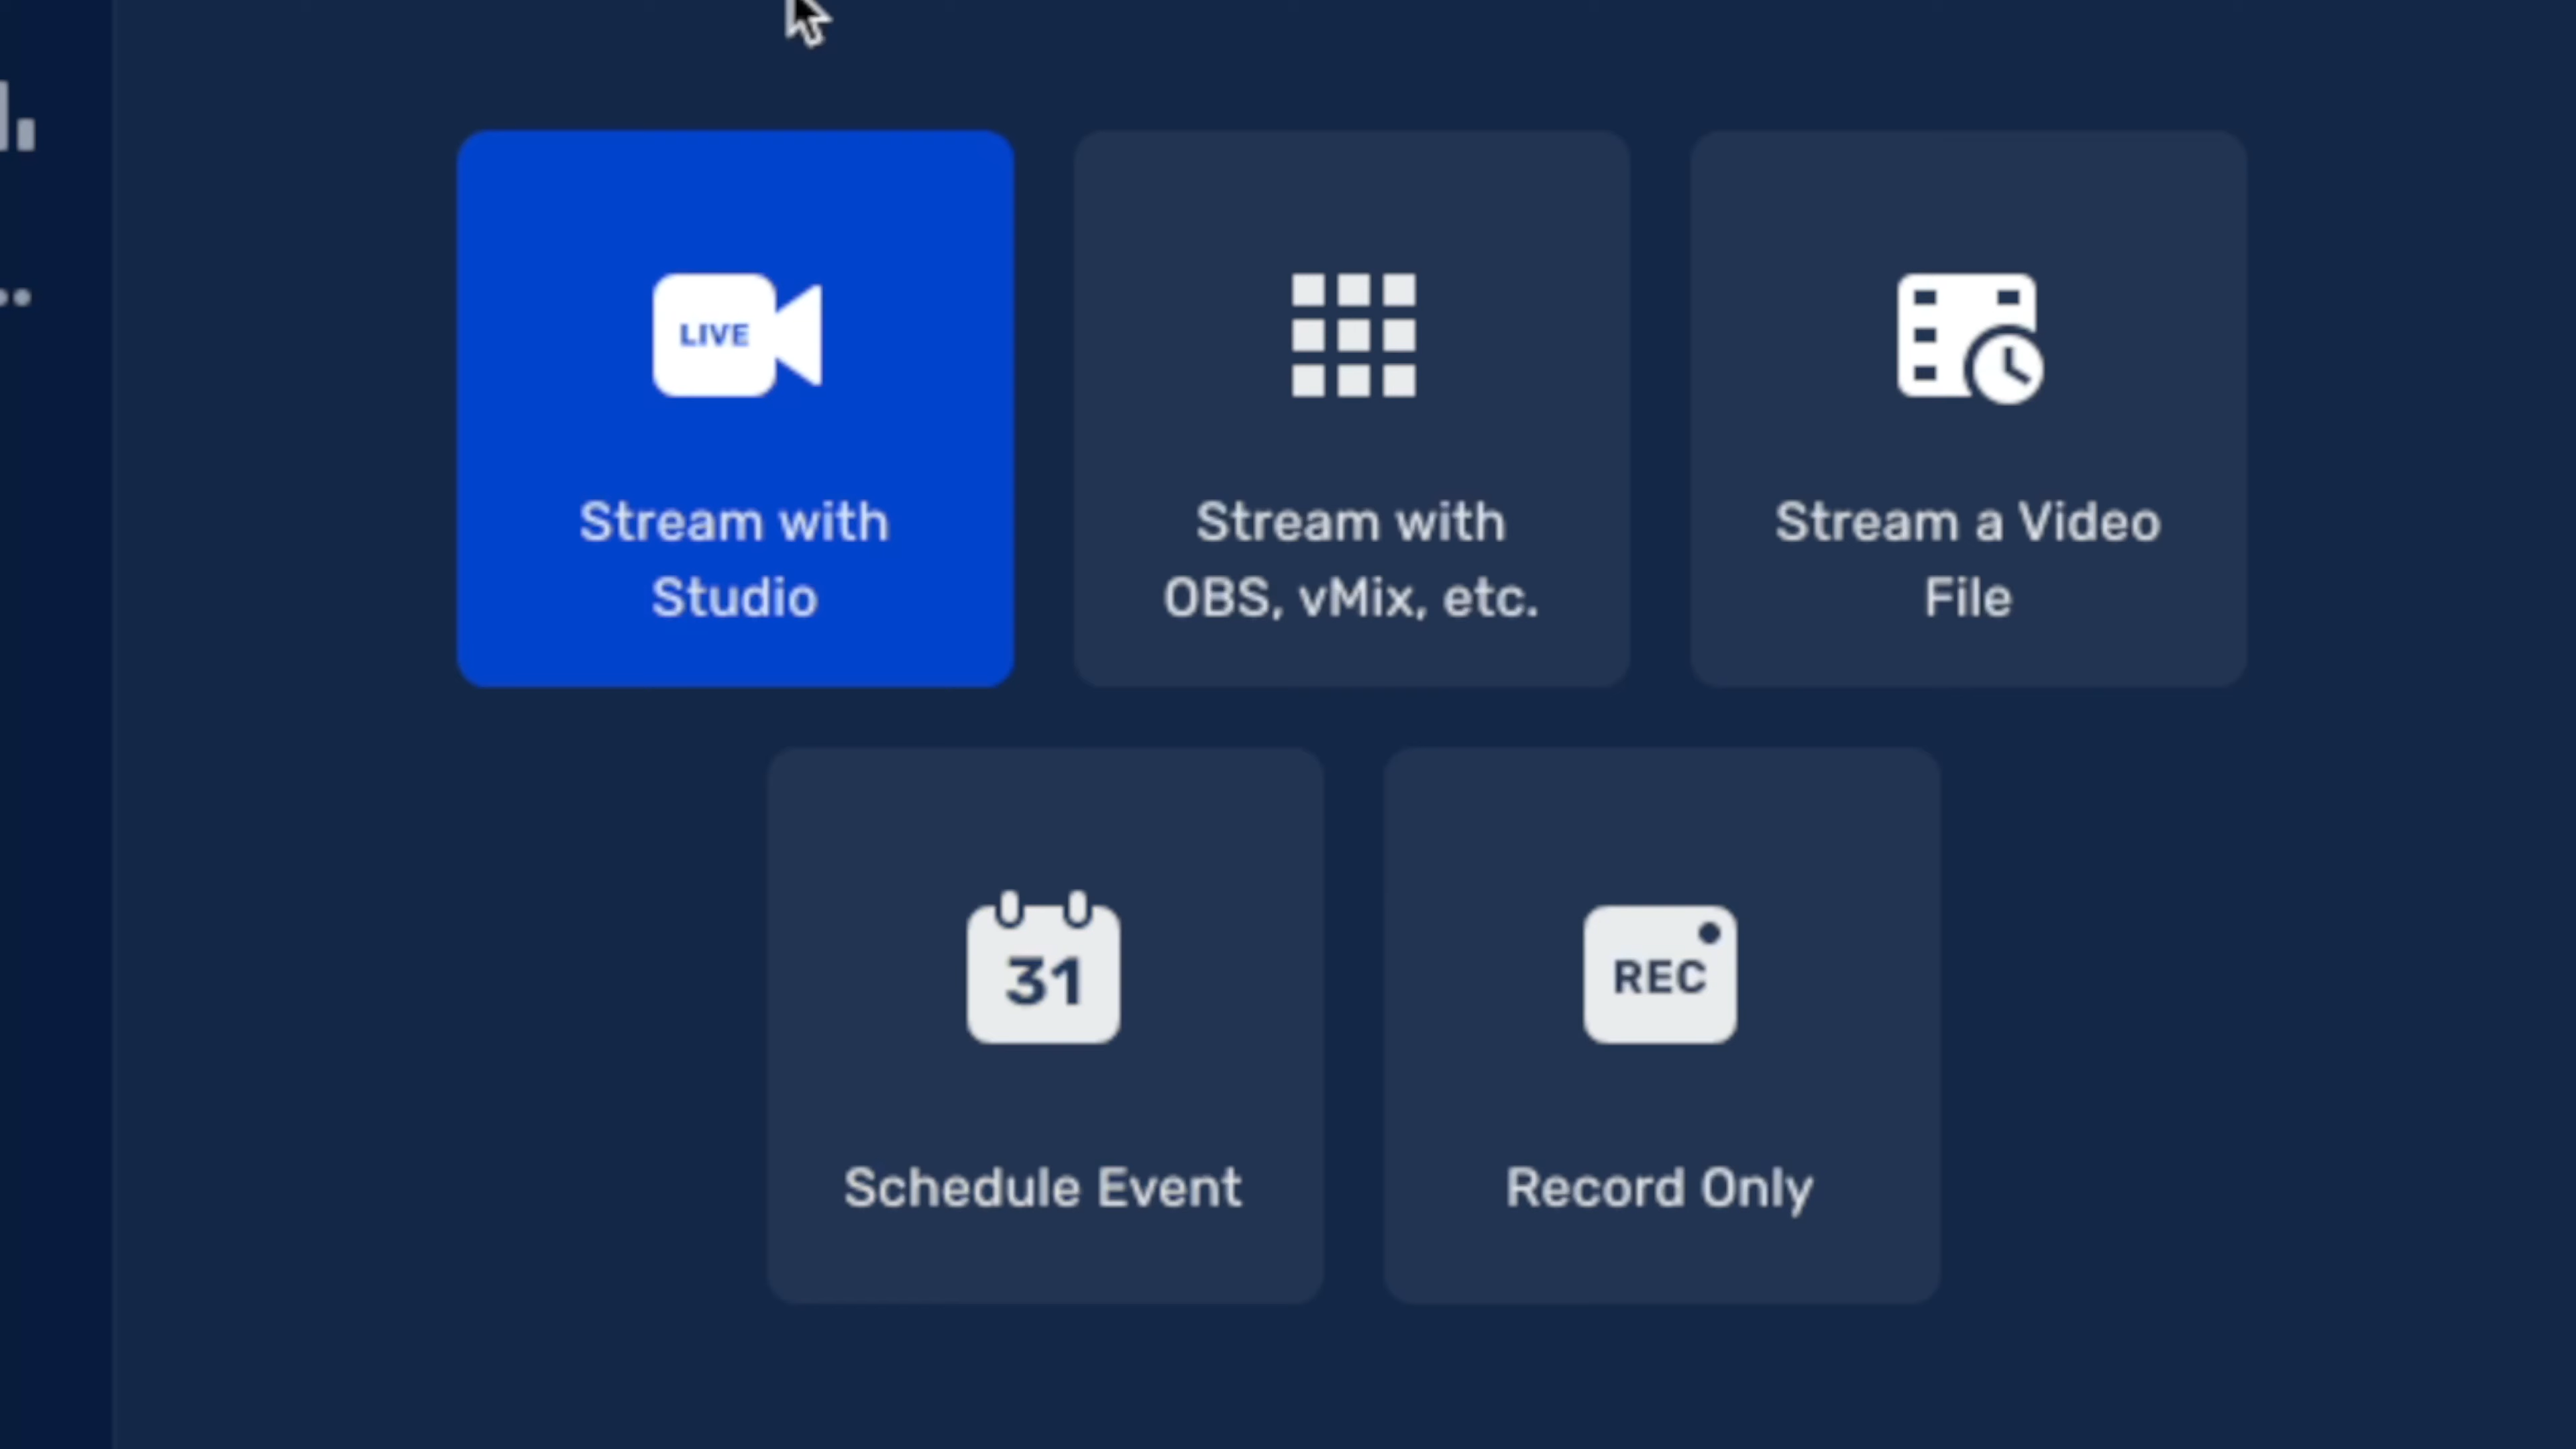 LIVE
Stream with
Studio
Stream with
OBS, vMix, etc.
Stream a Video
File
31
Schedule Event
REC
Record Only